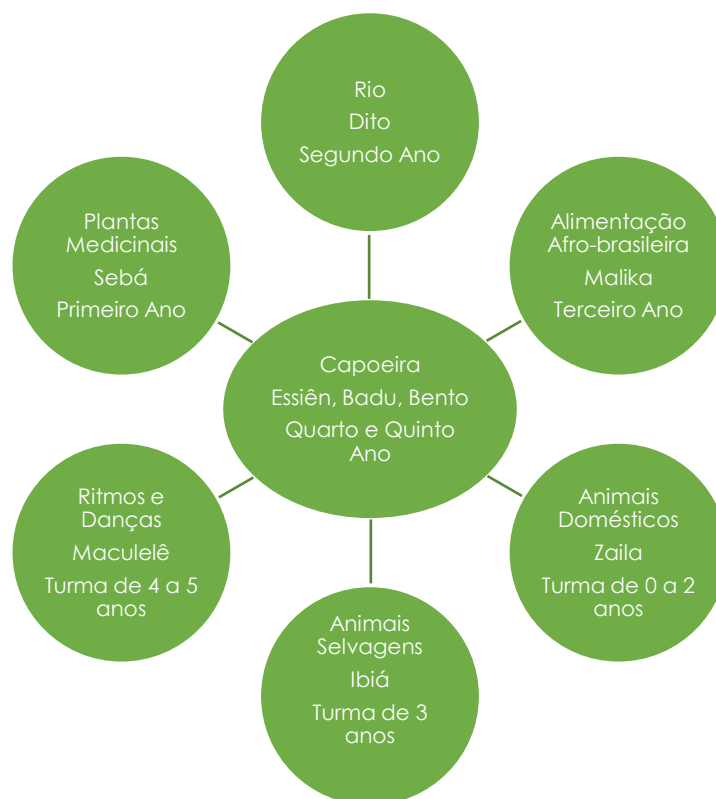 Rio
Dito
Segundo Ano
Plantas
Medicinais
Sebá
Primeiro Ano
Alimentação
Afro-brasileira
Malika
Terceiro Ano
Capoeira
Essiên, Badu, Bento
Quarto e Quinto
Ano
Ritmos e
Danças
Maculelê
Turma de 4 a 5
anos
Animais
Domésticos
Zaila
Turma de 0 a 2
anos
Animais
Selvagens
Ibiá
Turma de 3
anos